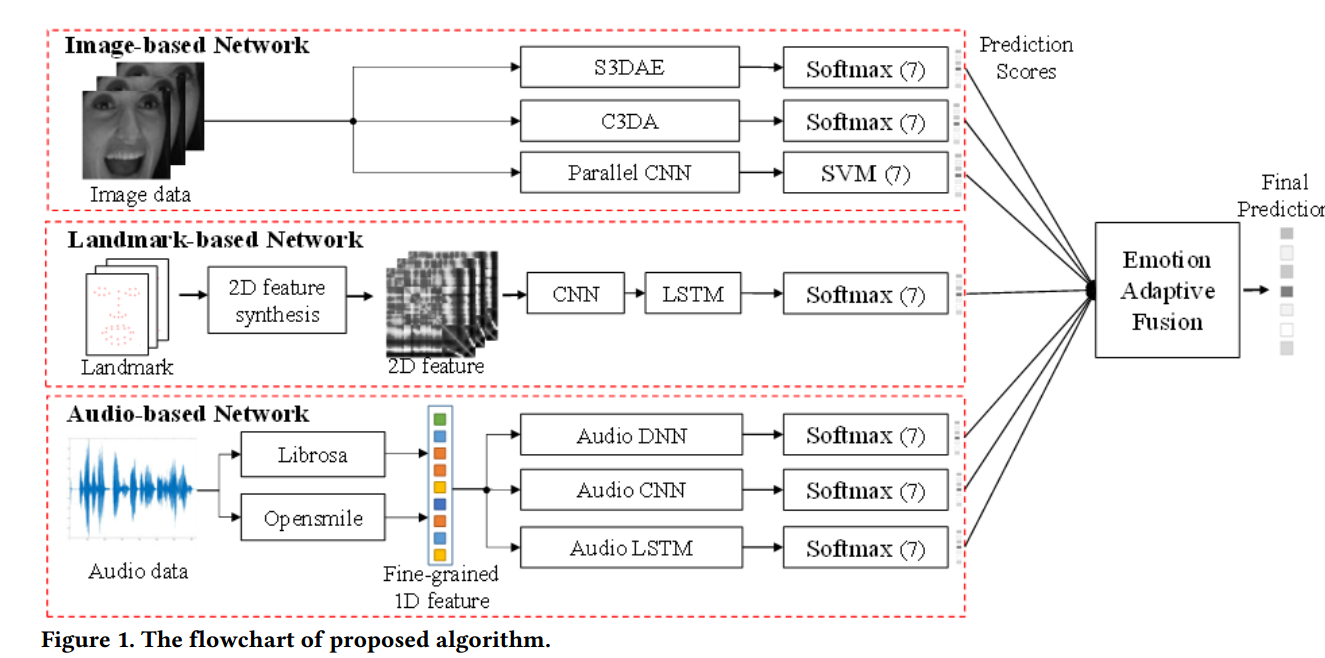 Image-based Network
Prediction
Scores
S3DAE
Softmax (7)
C3DA
Softmax (7)
Parallel CNN
SVM (7)
Image data
Landmark-based Network
2D feature
synthesis
CNN
LSTM
Softmax (7)
Landmark
2D feature
Audio-based Network
Librosa
Opensmile
Audio data
Fine-grained
1D feature
Audio DNN
Softmax (7)
Audio CNN
Softmax (7)
Audio LSTM
Softmax (7)
Emotion
Adaptive
Fusion
Final
Prediction
Figure 1. The flowchart of proposed algorithm.